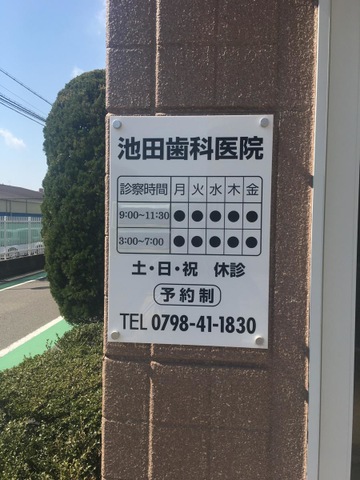 池田歯科医院
診察時間 月 火 水 木 金
9:00~11:30 ● ● ● ● ●
3:00~7:00 ● ● ● ● ●
土・日・祝 休診
予約制
TEL 0798-41-1830